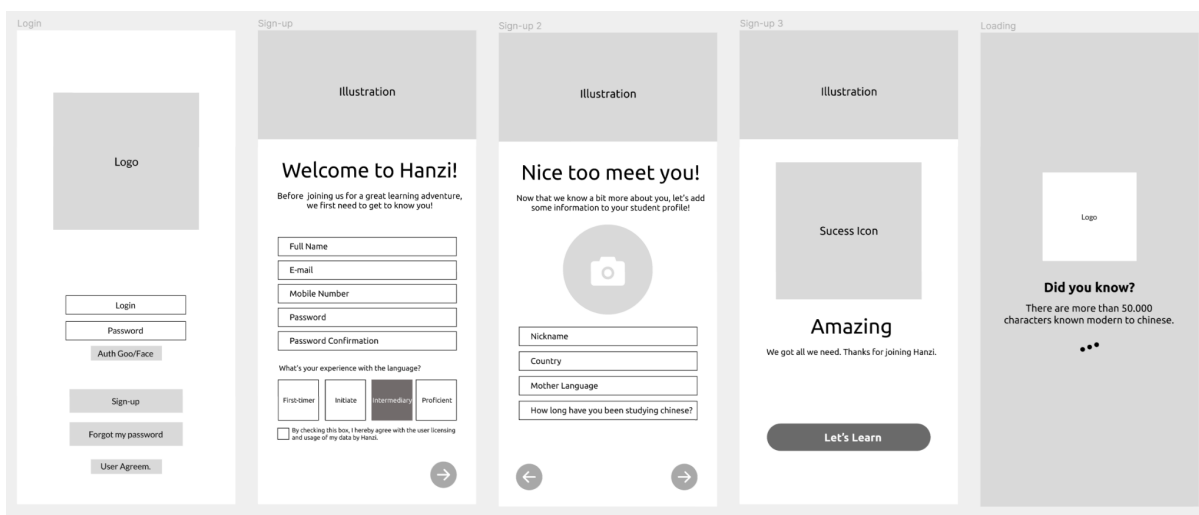 Login
Logo
Login
Password
Auth Goo/Face
Sign-up
Forgot my password
User Agreem.
Sign-up
Illustration
Welcome to Hanzi!
Before joining us for a great learning adventure,
we first need to get to know you!
Full Name
E-mail
Mobile Number
Password
Password Confirmation
What's your experience with the language?
First-timer
Initiate
Intermediary
Proficient
By checking this box, I hereby agree with the user licensing
and usage of my data by Hanzi.
Sign-up 2
Illustration
Nice too meet you!
Now that we know a bit more about you, let's add
some information to your student profile!
Nickname
Country
Mother Language
How long have you been studying chinese?
Sign-up 3
Illustration
Sucess Icon
Amazing
We got all we need. Thanks for joining Hanzi.
Let's Learn
Loading
Logo
Did you know?
There are more than 50.000
characters known modern to chinese.